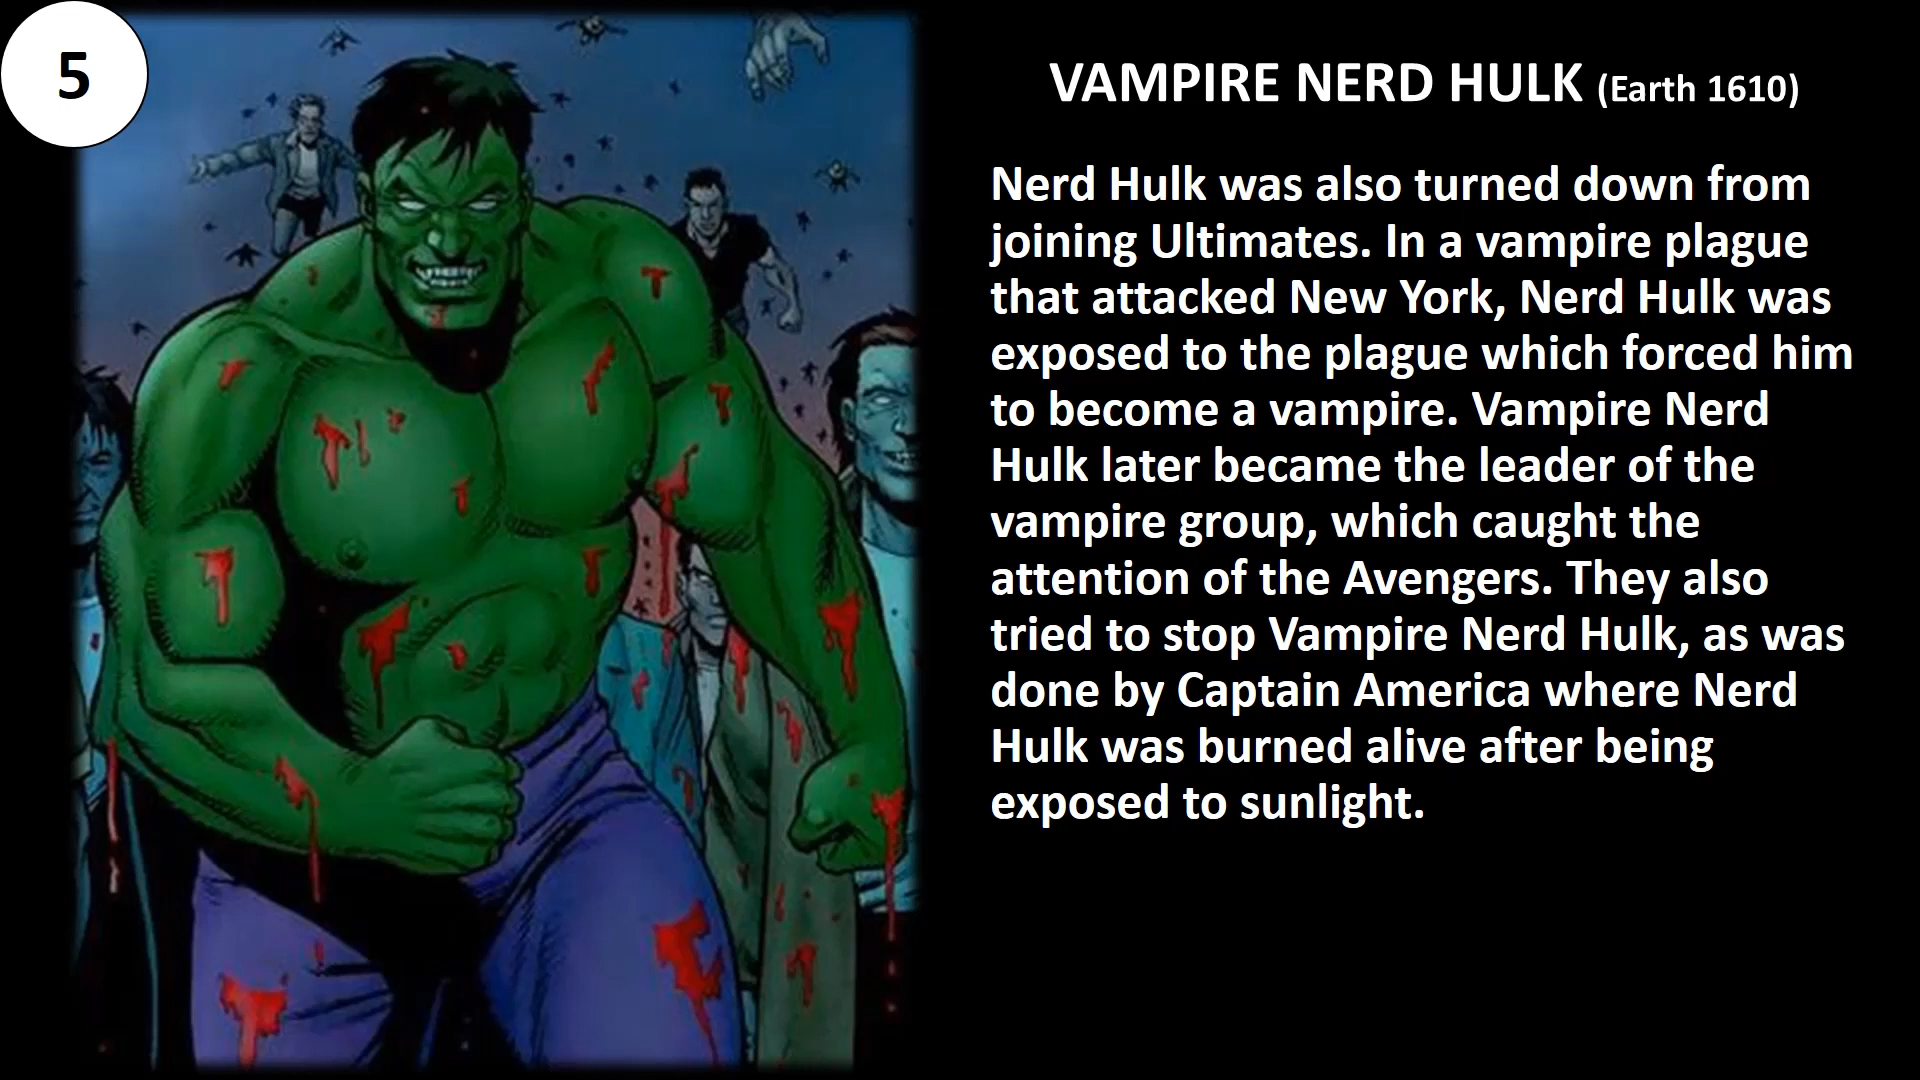 5
VAMPIRE NERD HULK (Earth 1610)
Nerd Hulk was also turned down from
joining Ultimates. In a vampire plague
that attacked New York, Nerd Hulk was
exposed to the plague which forced him
to become a vampire. Vampire Nerd
Hulk later became the leader of the
vampire group, which caught the
attention of the Avengers. They also
tried to stop Vampire Nerd Hulk, as was
done by Captain America where Nerd
Hulk was burned alive after being
exposed to sunlight.